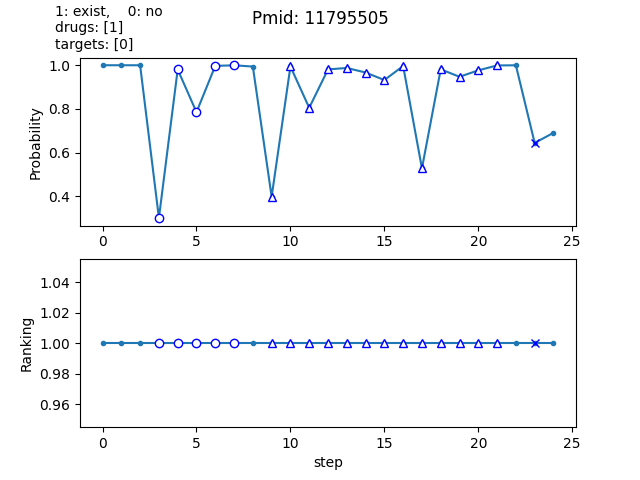 1: exist,    0: no
drugs: [1]
targets: [0]
Pmid: 11795505
1.0
0.8
0.6
0.4
Probability
0 5 10 15 20 25
1.04
1.02
1.00
0.98
0.96
Ranking
0 5 10 15 20 25
step